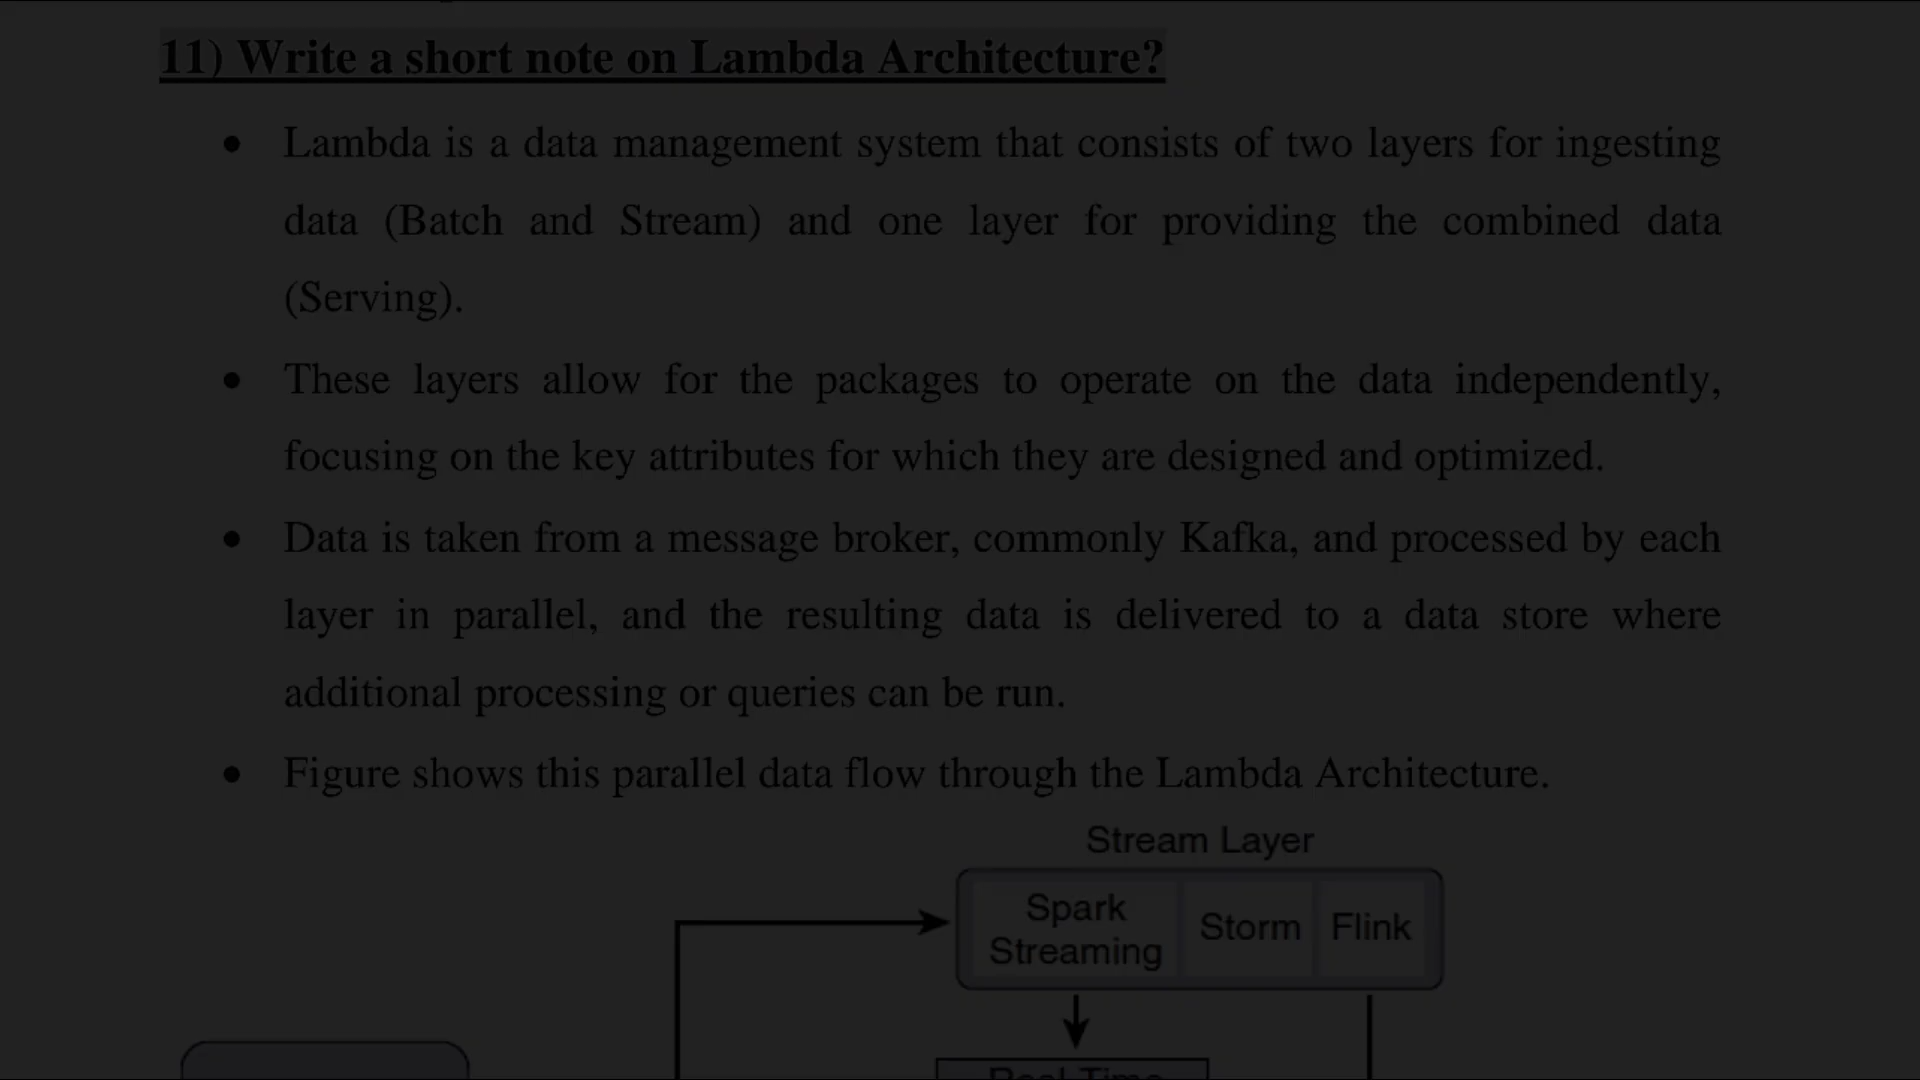 11) Write a short note on Lambda Architecture?
• Lambda is a data management system that consists of two layers for ingesting
data (Batch and Stream) and one layer for providing the combined data
(Serving).
• These layers allow for the packages to operate on the data independently,
focusing on the key attributes for which they are designed and optimized.
• Data is taken from a message broker, commonly Kafka, and processed by each
layer in parallel, and the resulting data is delivered to a data store where
additional processing or queries can be run.
• Figure shows this parallel data flow through the Lambda Architecture.
Stream Layer
Spark
Streaming
Storm
Flink
Real-Time